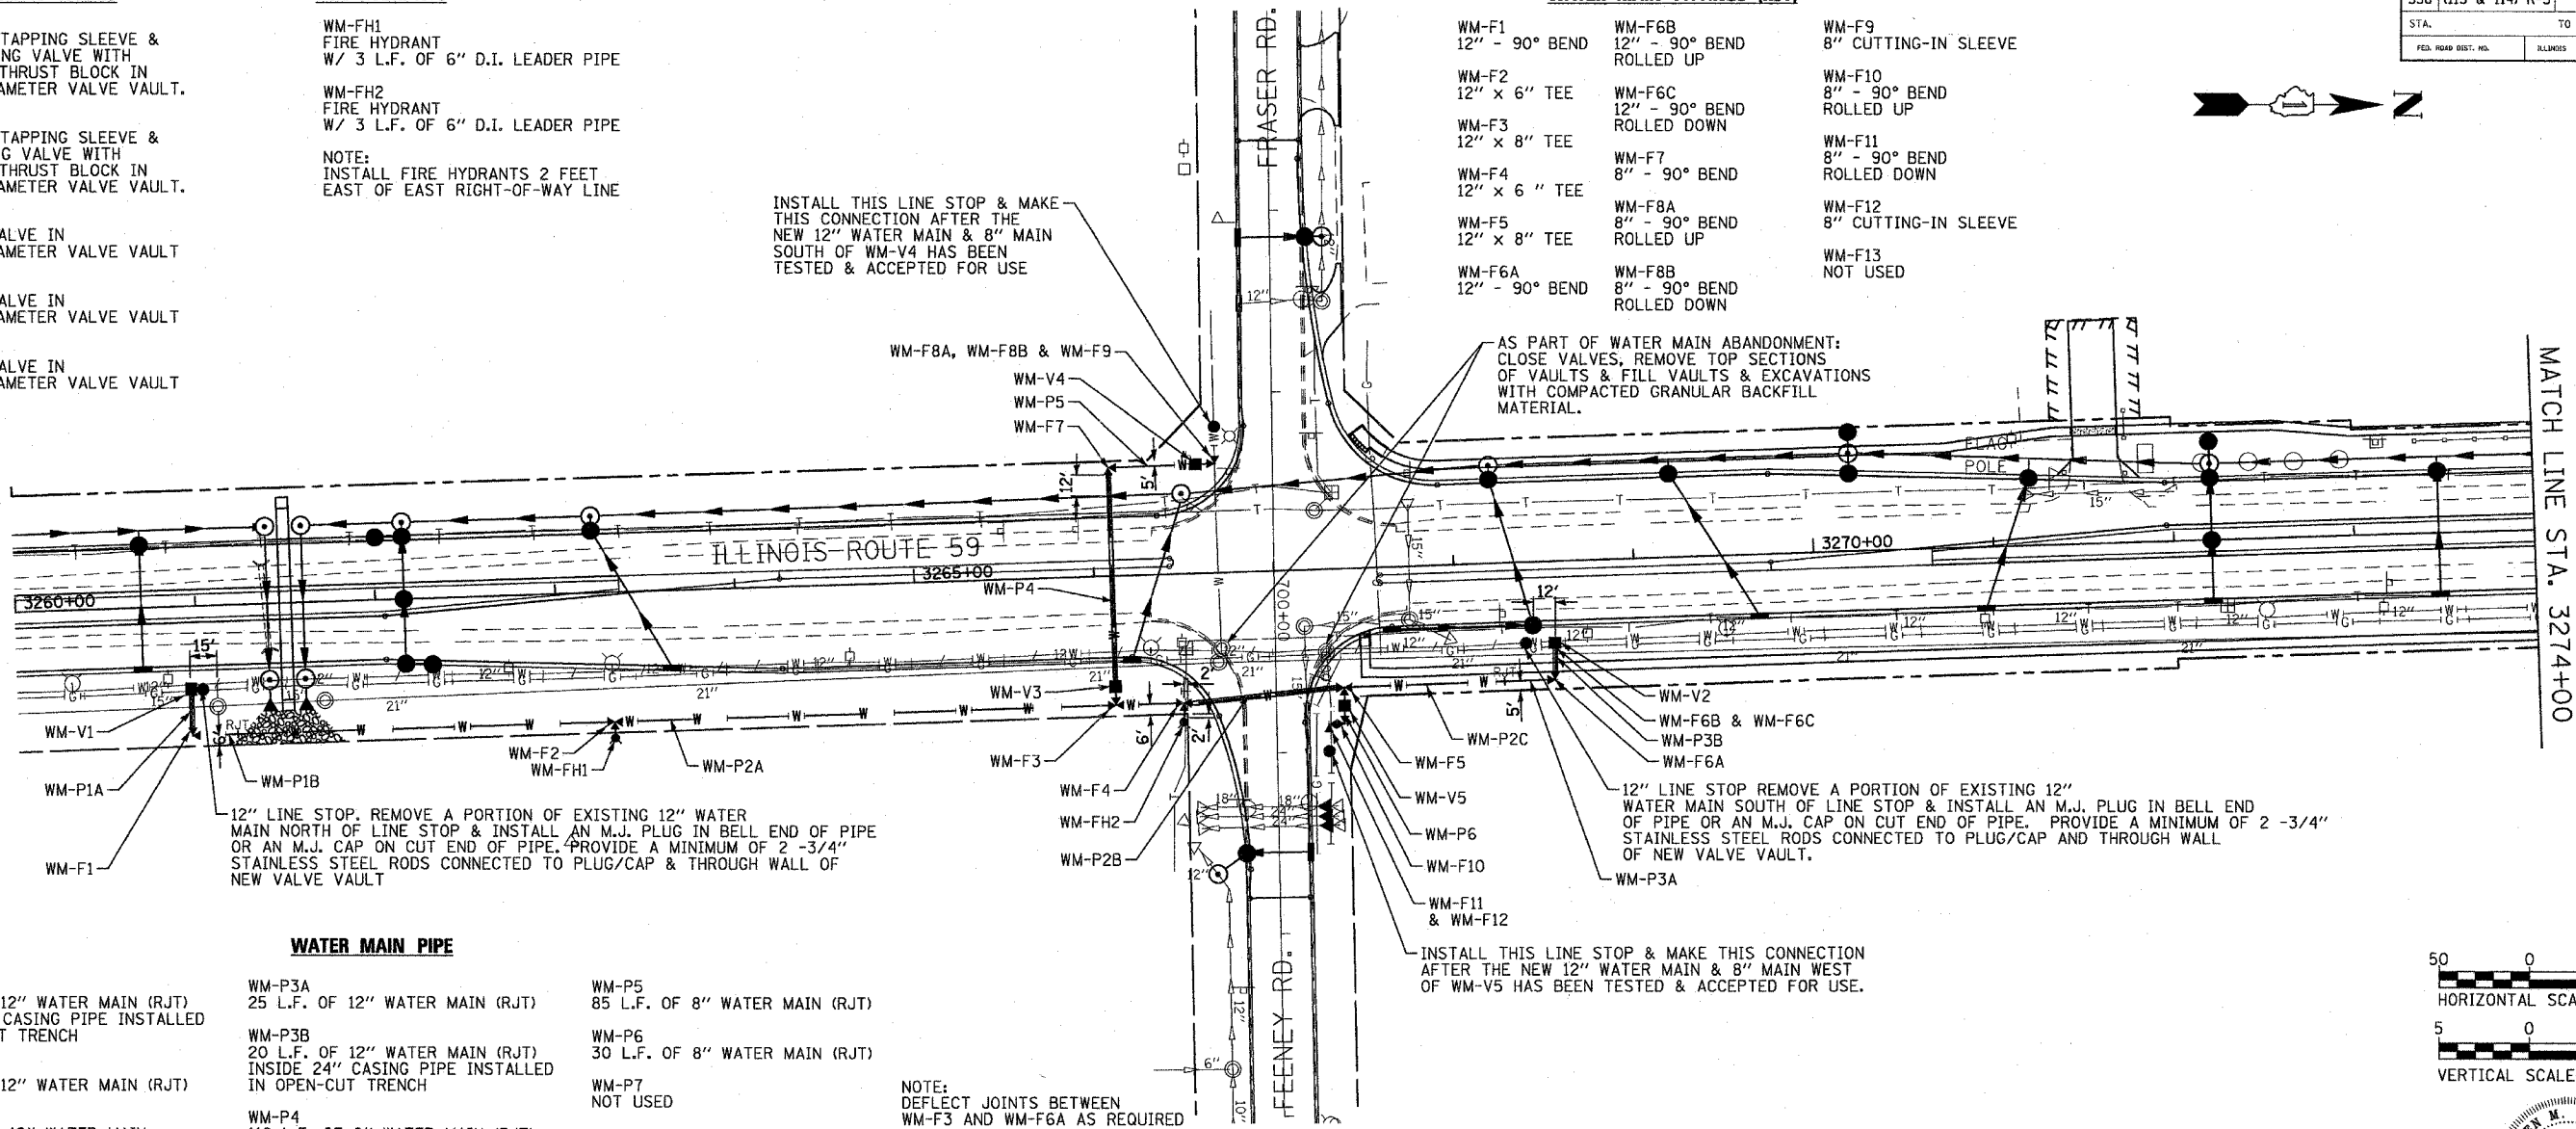 TAPPING SLEEVE &
NG VALVE WITH
THRUST BLOCK IN
AMETER VALVE VAULT.
TAPPING SLEEVE &
G VALVE WITH
THRUST BLOCK IN
AMETER VALVE VAULT.
ALVE IN
AMETER VALVE VAULT
ALVE IN
AMETER VALVE VAULT
ALVE IN
AMETER VALVE VAULT
WM-FH1
FIRE HYDRANT
W/ 3 L.F. OF 6" D.I. LEADER PIPE
WM-FH2
FIRE HYDRANT
W/ 3 L.F. OF 6" D.I. LEADER PIPE
NOTE:
INSTALL FIRE HYDRANTS 2 FEET
EAST OF EAST RIGHT-OF-WAY LINE
INSTALL THIS LINE STOP & MAKE
THIS CONNECTION AFTER THE
NEW 12" WATER MAIN & 8" MAIN
SOUTH OF WM-V4 HAS BEEN
TESTED & ACCEPTED FOR USE
FRASER RD.
WM-F1
12" - 90° BEND
WM-F2
12" x 6" TEE
WM-F3
12" x 8" TEE
WM-F4
12" x 6 " TEE
WM-F5
12" x 8" TEE
WM-F6A
12" - 90° BEND
WM-F6B
12" - 90° BEND
ROLLED UP
WM-F6C
12" - 90° BEND
ROLLED DOWN
WM-F7
8" - 90° BEND
WM-F8A
8" - 90° BEND
ROLLED UP
WM-F8B
8" - 90° BEND
ROLLED DOWN
WM-F9
8" CUTTING-IN SLEEVE
WM-F10
8" - 90° BEND
ROLLED UP
WM-F11
8" - 90° BEND
ROLLED DOWN
WM-F12
8" CUTTING-IN SLEEVE
WM-F13
NOT USED
STA. TO
FED. ROAD DIST. NO. ILLINOIS
N
AS PART OF WATER MAIN ABANDONMENT:
CLOSE VALVES, REMOVE TOP SECTIONS
OF VAULTS & FILL VAULTS & EXCAVATIONS
WITH COMPACTED GRANULAR BACKFILL
MATERIAL.
WM-F8A, WM-F8B & WM-F9
WM-V4
WM-P5
WM-F7
12'
5'
FLAG
POLE
MATCH LINE STA. 3274+00
ILLINOIS ROUTE 59
3260+00
3265+00
3270+00
700+00
WM-P4
15'
12'
WM-V3
WM-V1
WM-F2
WM-FH1
WM-P2A
WM-F3
6'
2'
2'
5'
WM-V2
WM-F6B & WM-F6C
WM-P3B
WM-F6A
WM-P2C
WM-F5
WM-P1A
WM-P1B
WM-F4
WM-FH2
WM-P2B
WM-F1
WM-V5
WM-P6
WM-F10
WM-F11
& WM-F12
WM-P3A
12" LINE STOP. REMOVE A PORTION OF EXISTING 12" WATER
MAIN NORTH OF LINE STOP & INSTALL AN M.J. PLUG IN BELL END OF PIPE
OR AN M.J. CAP ON CUT END OF PIPE. PROVIDE A MINIMUM OF 2 -3/4"
STAINLESS STEEL RODS CONNECTED TO PLUG/CAP & THROUGH WALL OF
NEW VALVE VAULT
12" LINE STOP REMOVE A PORTION OF EXISTING 12"
WATER MAIN SOUTH OF LINE STOP & INSTALL AN M.J. PLUG IN BELL END
OF PIPE OR AN M.J. CAP ON CUT END OF PIPE. PROVIDE A MINIMUM OF 2 -3/4"
STAINLESS STEEL RODS CONNECTED TO PLUG/CAP AND THROUGH WALL
OF NEW VALVE VAULT.
INSTALL THIS LINE STOP & MAKE THIS CONNECTION
AFTER THE NEW 12" WATER MAIN & 8" MAIN WEST
OF WM-V5 HAS BEEN TESTED & ACCEPTED FOR USE.
FEENEY RD.
WATER MAIN PIPE
12" WATER MAIN (RJT)
CASING PIPE INSTALLED
T TRENCH
12" WATER MAIN (RJT)
WM-P3A
25 L.F. OF 12" WATER MAIN (RJT)
WM-P3B
20 L.F. OF 12" WATER MAIN (RJT)
INSIDE 24" CASING PIPE INSTALLED
IN OPEN-CUT TRENCH
WM-P4
WM-P5
85 L.F. OF 8" WATER MAIN (RJT)
WM-P6
30 L.F. OF 8" WATER MAIN (RJT)
WM-P7
NOT USED
NOTE:
DEFLECT JOINTS BETWEEN
WM-F3 AND WM-F6A AS REQUIRED
50 0
HORIZONTAL SCA
5 0
VERTICAL SCALE